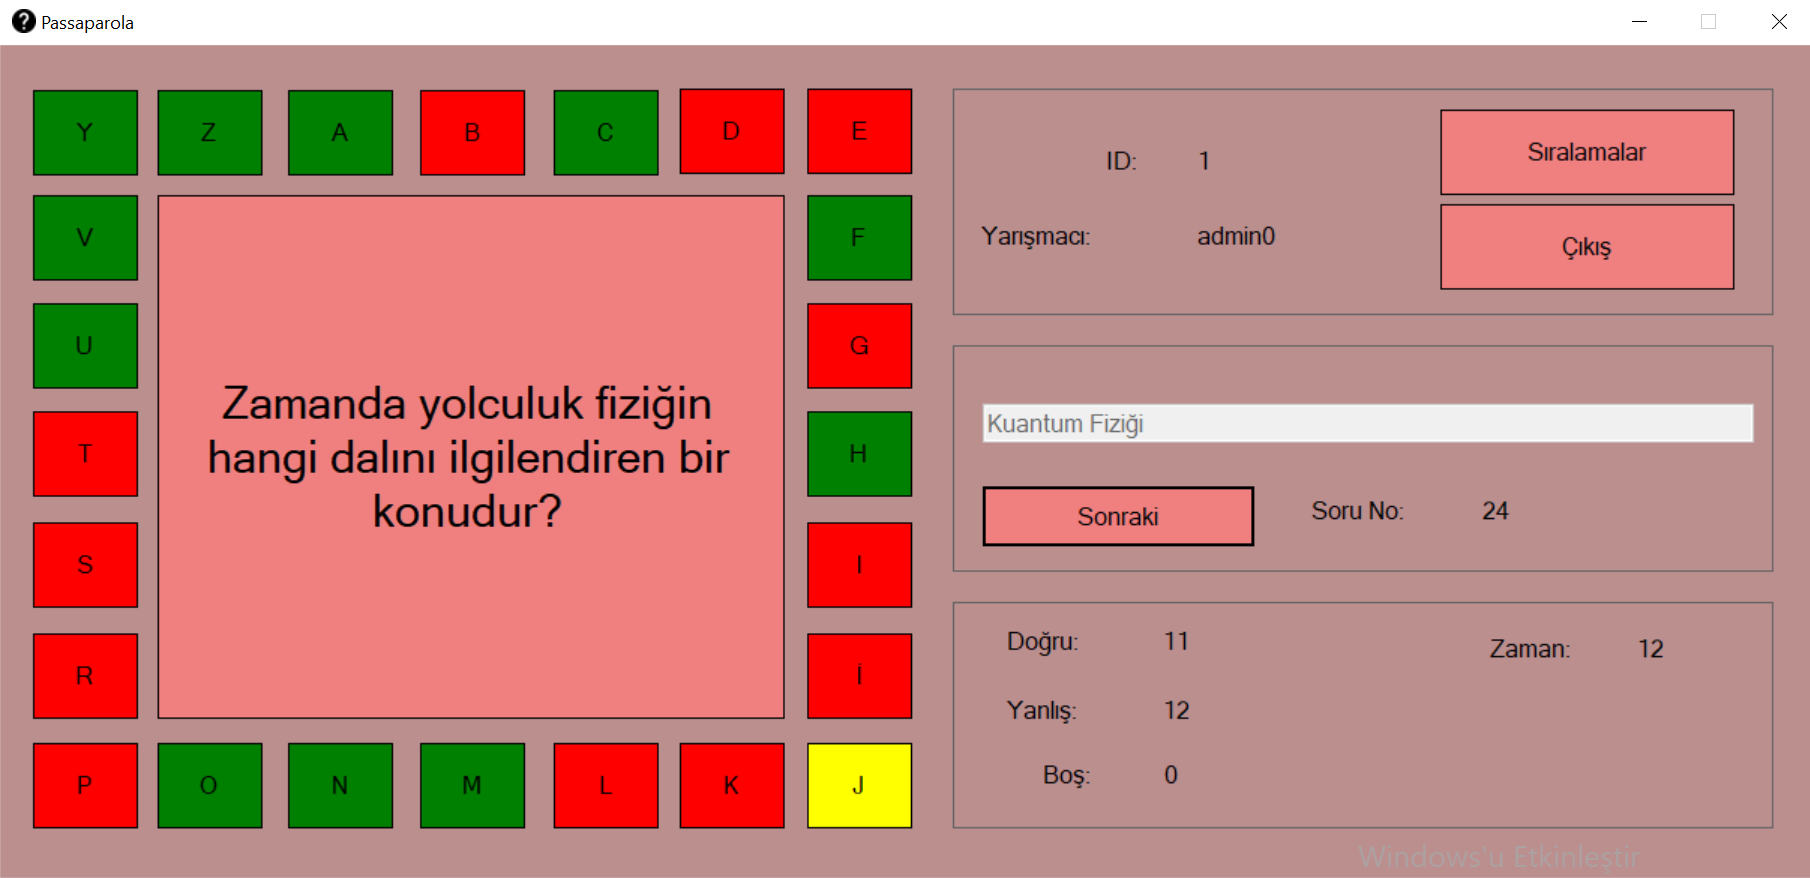 Passaparola
Y Z A B C D E
V F
U G
T H
S I
R İ
P O N M L K J
Zamanda yolculuk fiziğin
hangi dalını ilgilendiren bir
konudur?
ID: 1
Yarışmacı: admin0
Sıralamalar
Çıkış
Kuantum Fiziği
Sonraki
Soru No: 24
Doğru: 11
Yanlış: 12
Boş: 0
Zaman: 12
Windows'u Etkinleştir